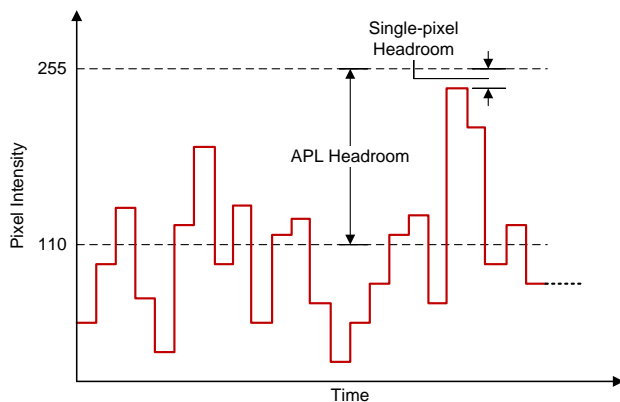 Single-pixel
Headroom
255
APL Headroom
Pixel Intensity
110
Time